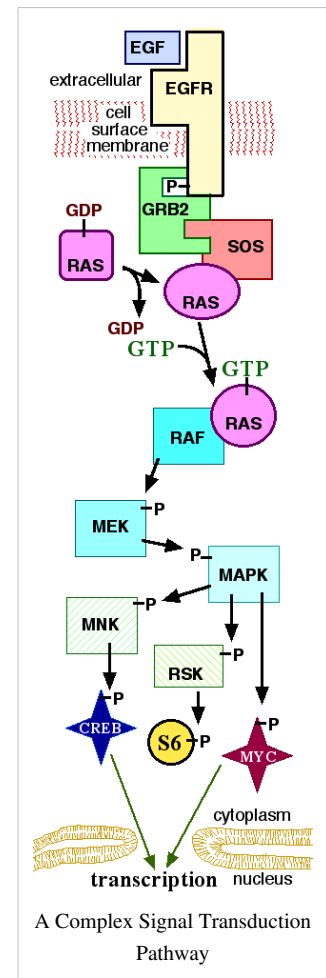 EGF
EGFR
extracellular
cell
surface
membrane
P
GRB2
SOS
GDP
RAS
RAS
GDP
GTP
GTP
RAS
RAF
P
MEK
P
MAPK
P
MNK
P
RSK
P
CREB
P
S6
P
P
MYC
cytoplasm
transcription
nucleus
A Complex Signal Transduction
Pathway